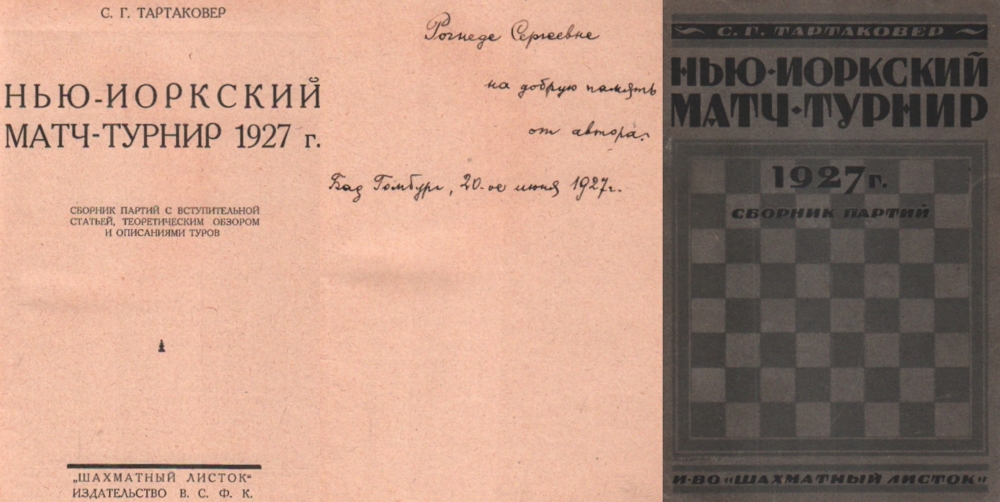 С. Г. ТАРТАКОВЕР
НЬЮ-ИОРКСКИЙ
МАТЧ-ТУРНИР 1927 г.
СБОРНИК ПАРТИЙ С ВСТУПИТЕЛЬНОЙ
СТАТЬЕЙ, ТЕОРЕТИЧЕСКИМ ОБЗОРОМ
И ОПИСАНИЯМИ ТУРОВ
„ШАХМАТНЫЙ ЛИСТОК"
ИЗДАТЕЛЬСТВО В. С. Ф. К.
Рогнеде Сергеевне
на добрую память
от автора.
Бад Гомбург, 20-ое июня 1927г.
С. Г. ТАРТАКОВЕР
НЬЮ-ИОРКСКИЙ
МАТЧ-ТУРНИР
1927 г.
СБОРНИК ПАРТИЙ
И-ВО „ШАХМАТНЫЙ ЛИСТОК"